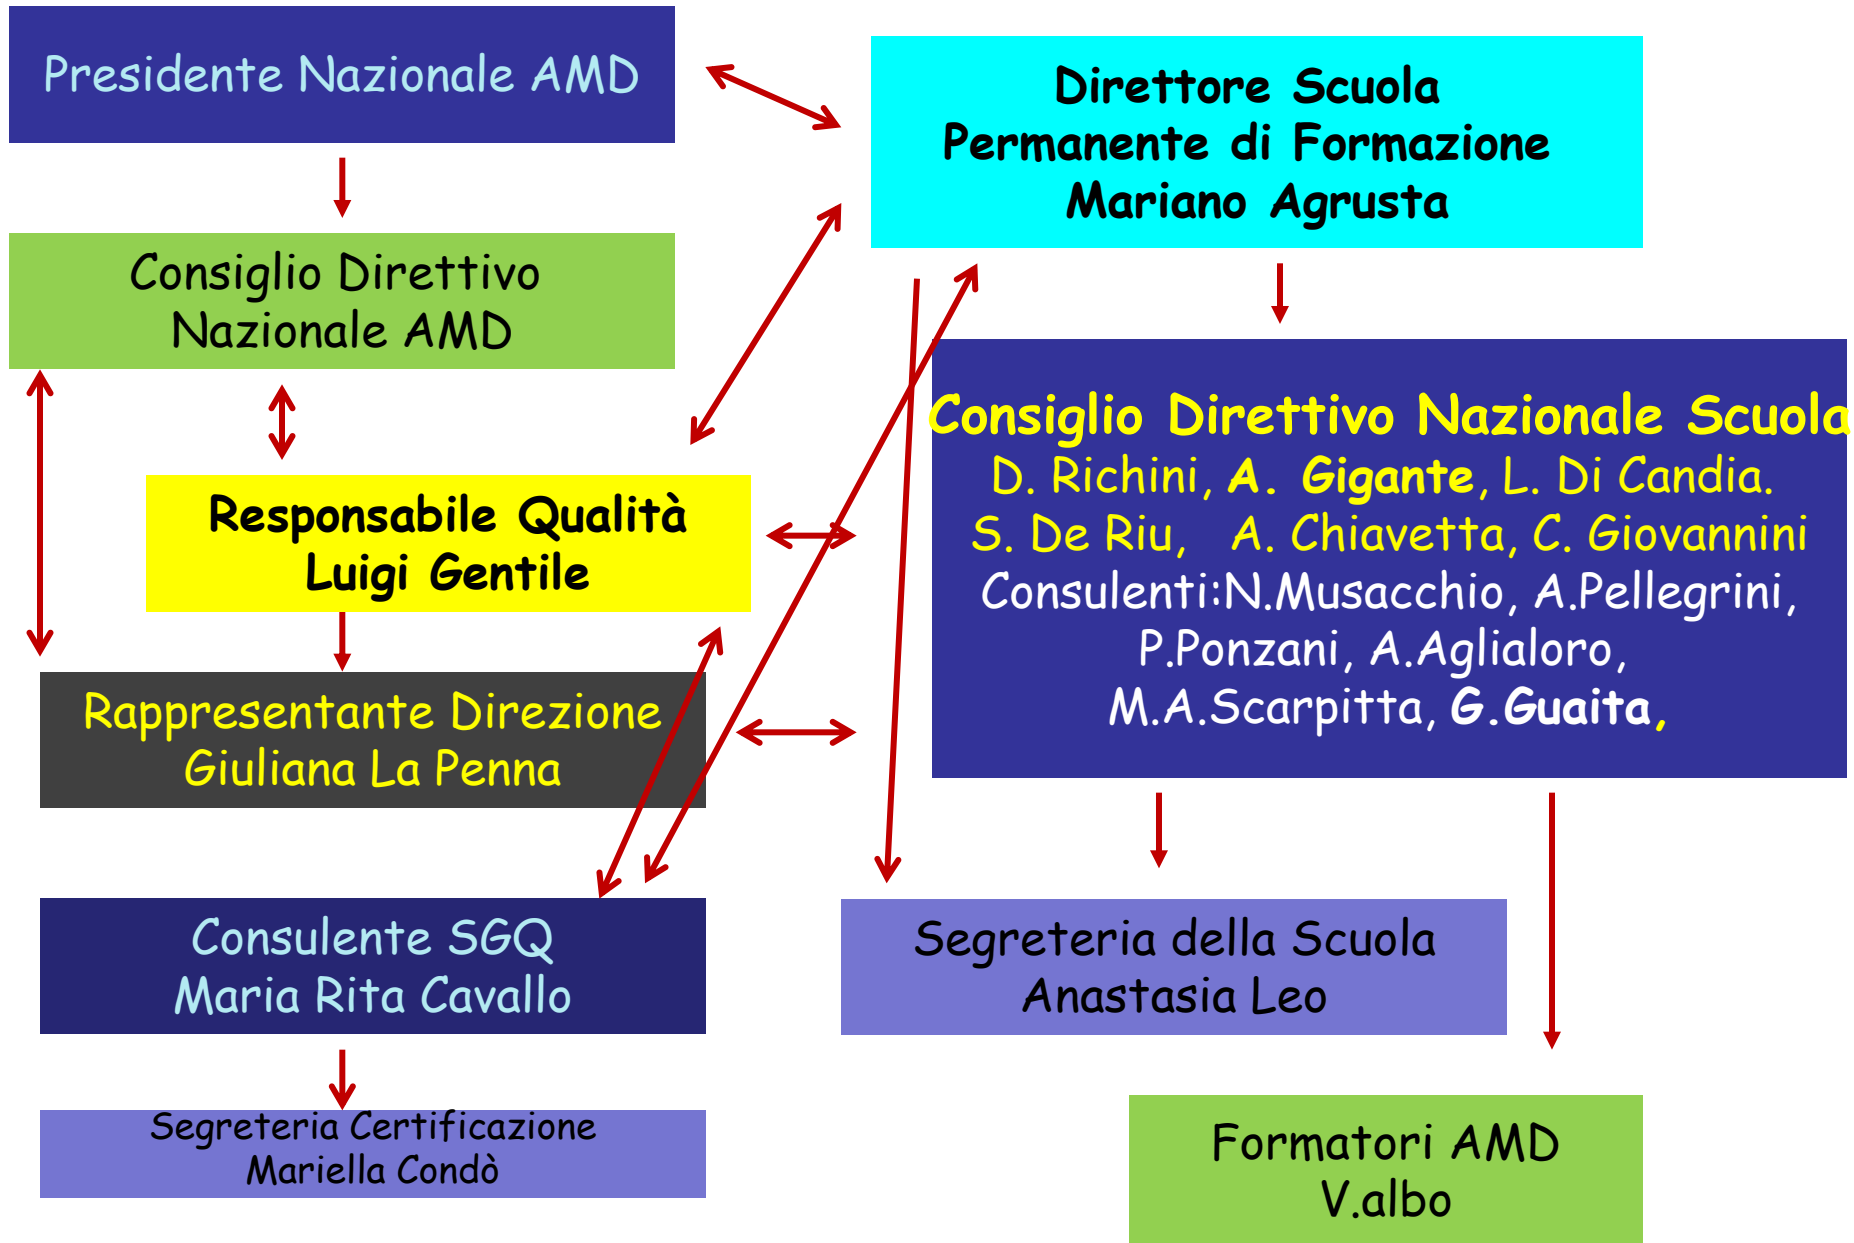 Presidente Nazionale AMD
Direttore Scuola
Permanente di Formazione
Mariano Agrusta
Consiglio Direttivo
Nazionale AMD
Responsabile Qualità
Luigi Gentile
Consiglio Direttivo Nazionale Scuola
D. Richini, A. Gigante, L. Di Candia.
S. De Riu, A. Chiavetta, C. Giovannini
Consulenti:N.Musacchio, A.Pellegrini,
P.Ponzani, A.Aglialoro,
M.A.Scarpitta, G.Guaita,
Rappresentante Direzione
Giuliana La Penna
Consulente SGQ
Maria Rita Cavallo
Segreteria della Scuola
Anastasia Leo
Segreteria Certificazione
Mariella Condò
Formatori AMD
V.albo